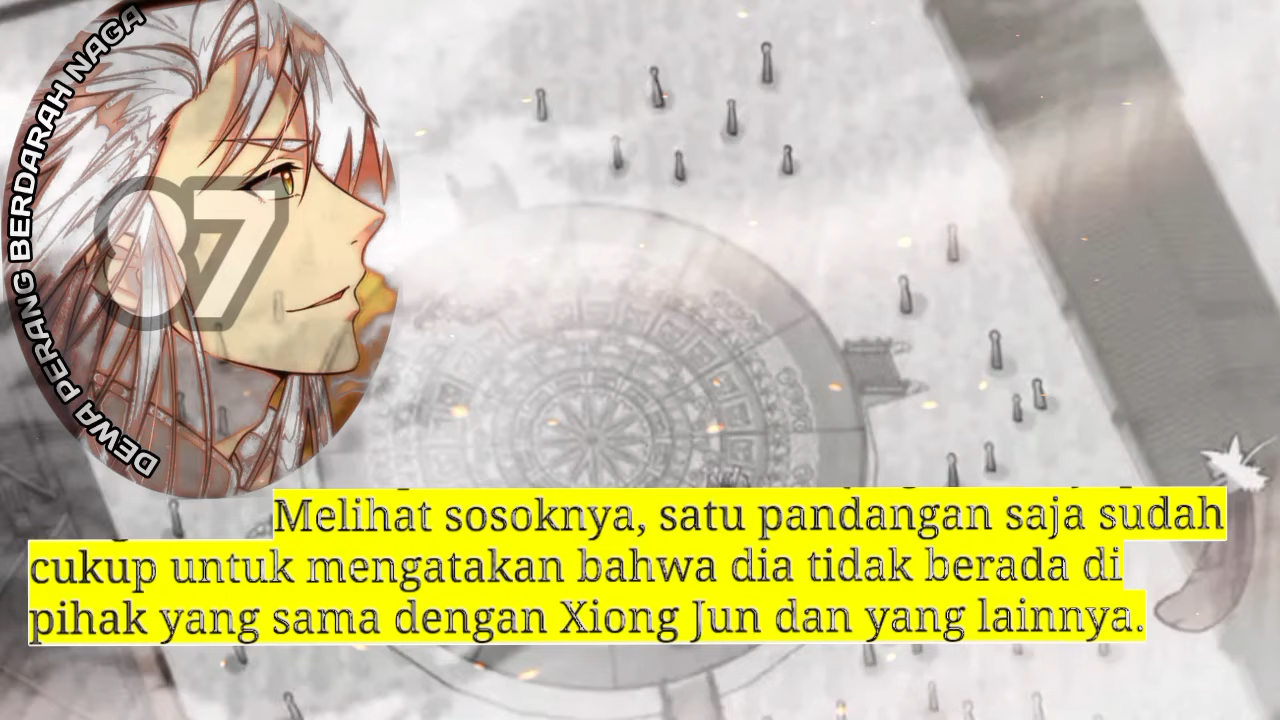 DEWA PERANG BERDARAH NAGA
87
Melihat sosoknya, satu pandangan saja sudah
cukup untuk mengatakan bahwa dia tidak berada di
pihak yang sama dengan Xiong Jun dan yang lainnya.